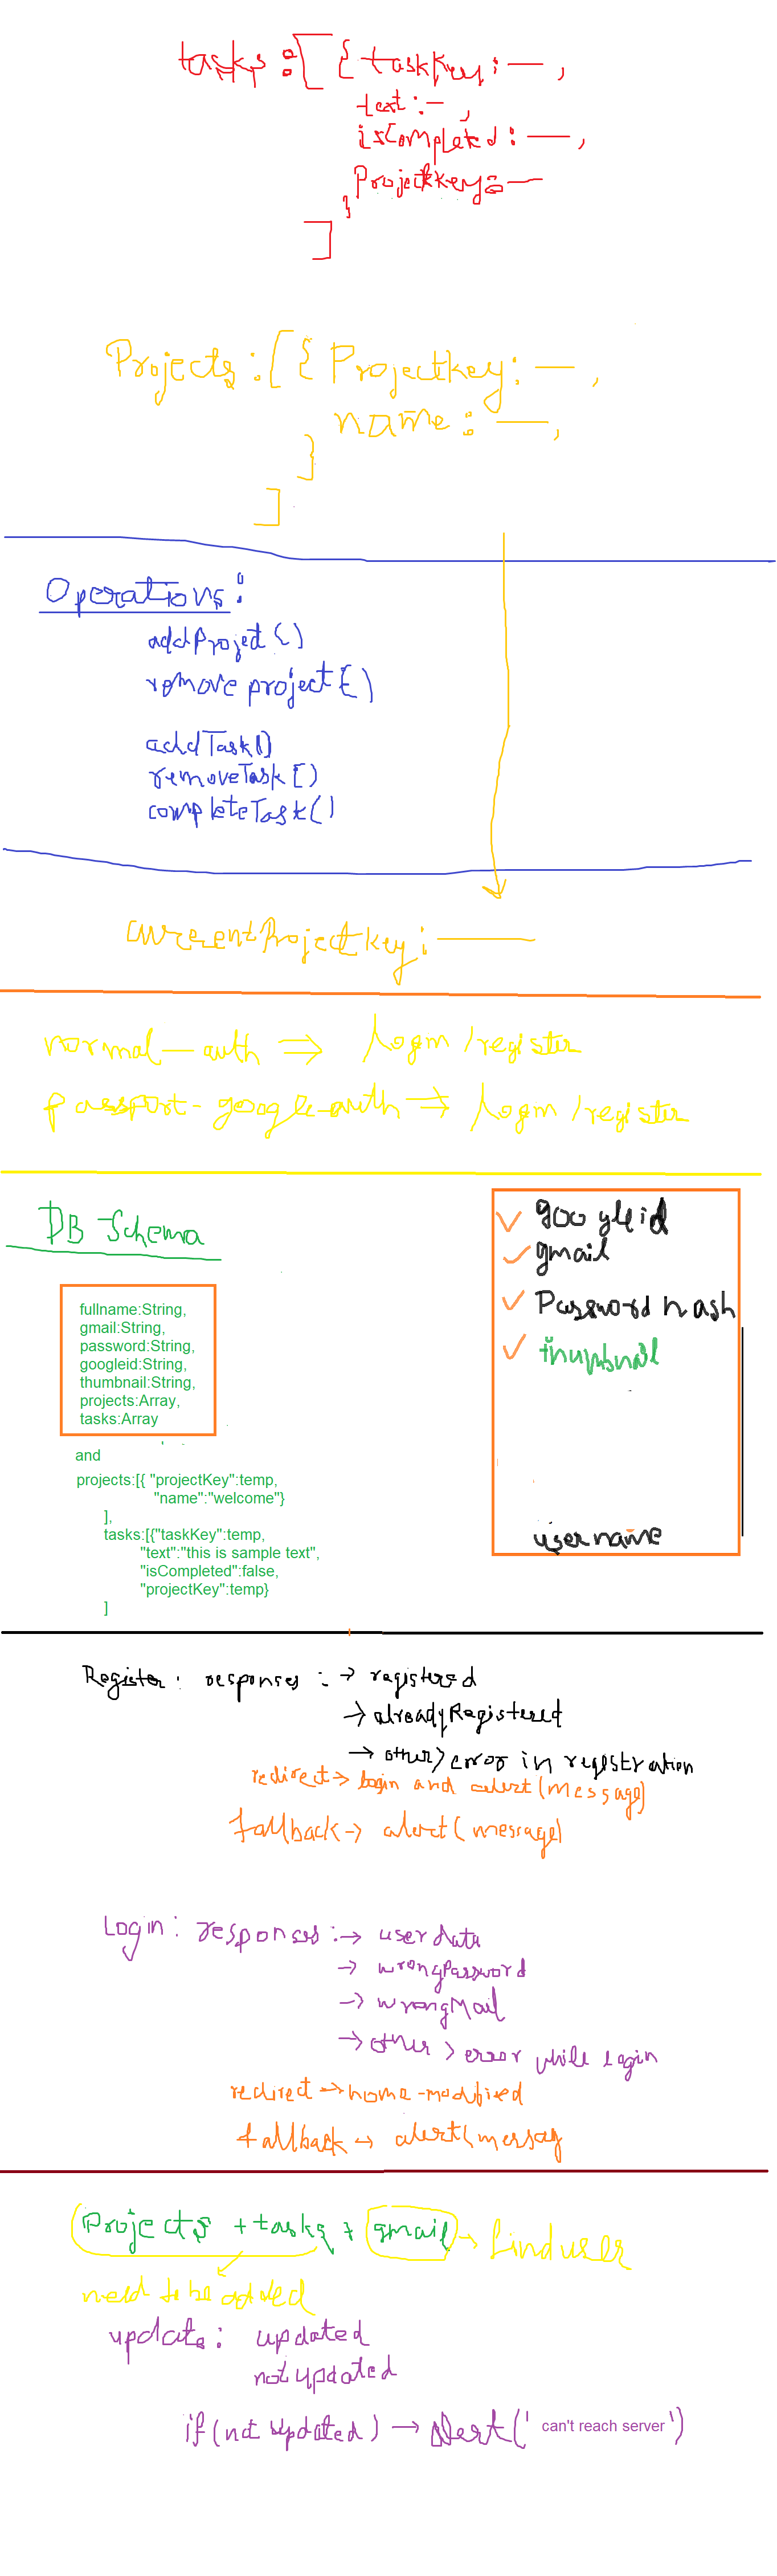 tasks:[{taskKey:—,
text:—,
isCompleted:—,
Projectkey:—
}
]
Projects:[{Projectkey:—,
name:—,
}
]
Operations:
addProject()
remove project()
addTask()
removeTask()
completeTask()
currentProjectkey:—
normal-auth ⇒ login/register
passport-google-auth ⇒ login/register
DB Schema
fullname:String,
gmail:String,
password:String,
googleid:String,
thumbnail:String,
projects:Array,
tasks:Array
and
projects:[{ "projectKey":temp,
"name":"welcome"}
],
tasks:[{"taskKey":temp,
"text":"this is sample text",
"isCompleted":false,
"projectKey":temp}
]
✓ googleid
✓ gmail
✓ Password hash
✓ thumbnail
username
Register: responses:→ registered
→ alreadyRegistered
→ other > error in registration
redirect → login and alert(message)
fallback → alert(message)
Login: responses:→ userdata
→ wrongPassword
→ wrongMail
→ other > error while login
redirect → home-modified
fallback → alert(messag
Projects + tasks + gmail → finduser
need to be added
update: updated
not updated
if(not updated) → Alert(' can't reach server ')